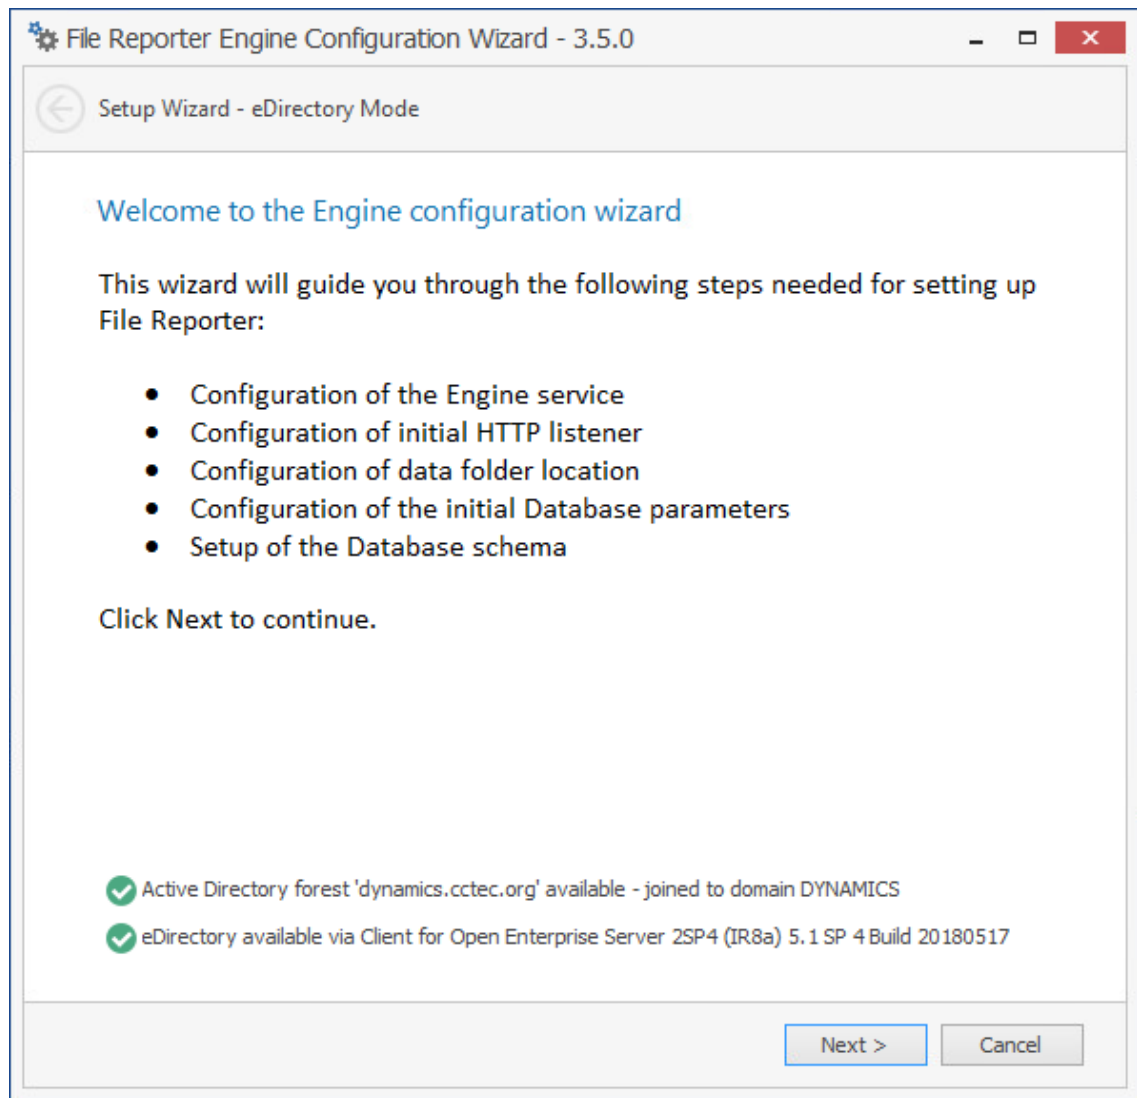 File Reporter Engine Configuration Wizard - 3.5.0
Setup Wizard - eDirectory Mode
Welcome to the Engine configuration wizard
This wizard will guide you through the following steps needed for setting up
File Reporter:
• Configuration of the Engine service
• Configuration of initial HTTP listener
• Configuration of data folder location
• Configuration of the initial Database parameters
• Setup of the Database schema
Click Next to continue.
Active Directory forest 'dynamics.cctec.org' available - joined to domain DYNAMICS
eDirectory available via Client for Open Enterprise Server 2SP4 (IR8a) 5.1 SP 4 Build 20180517
Next > Cancel